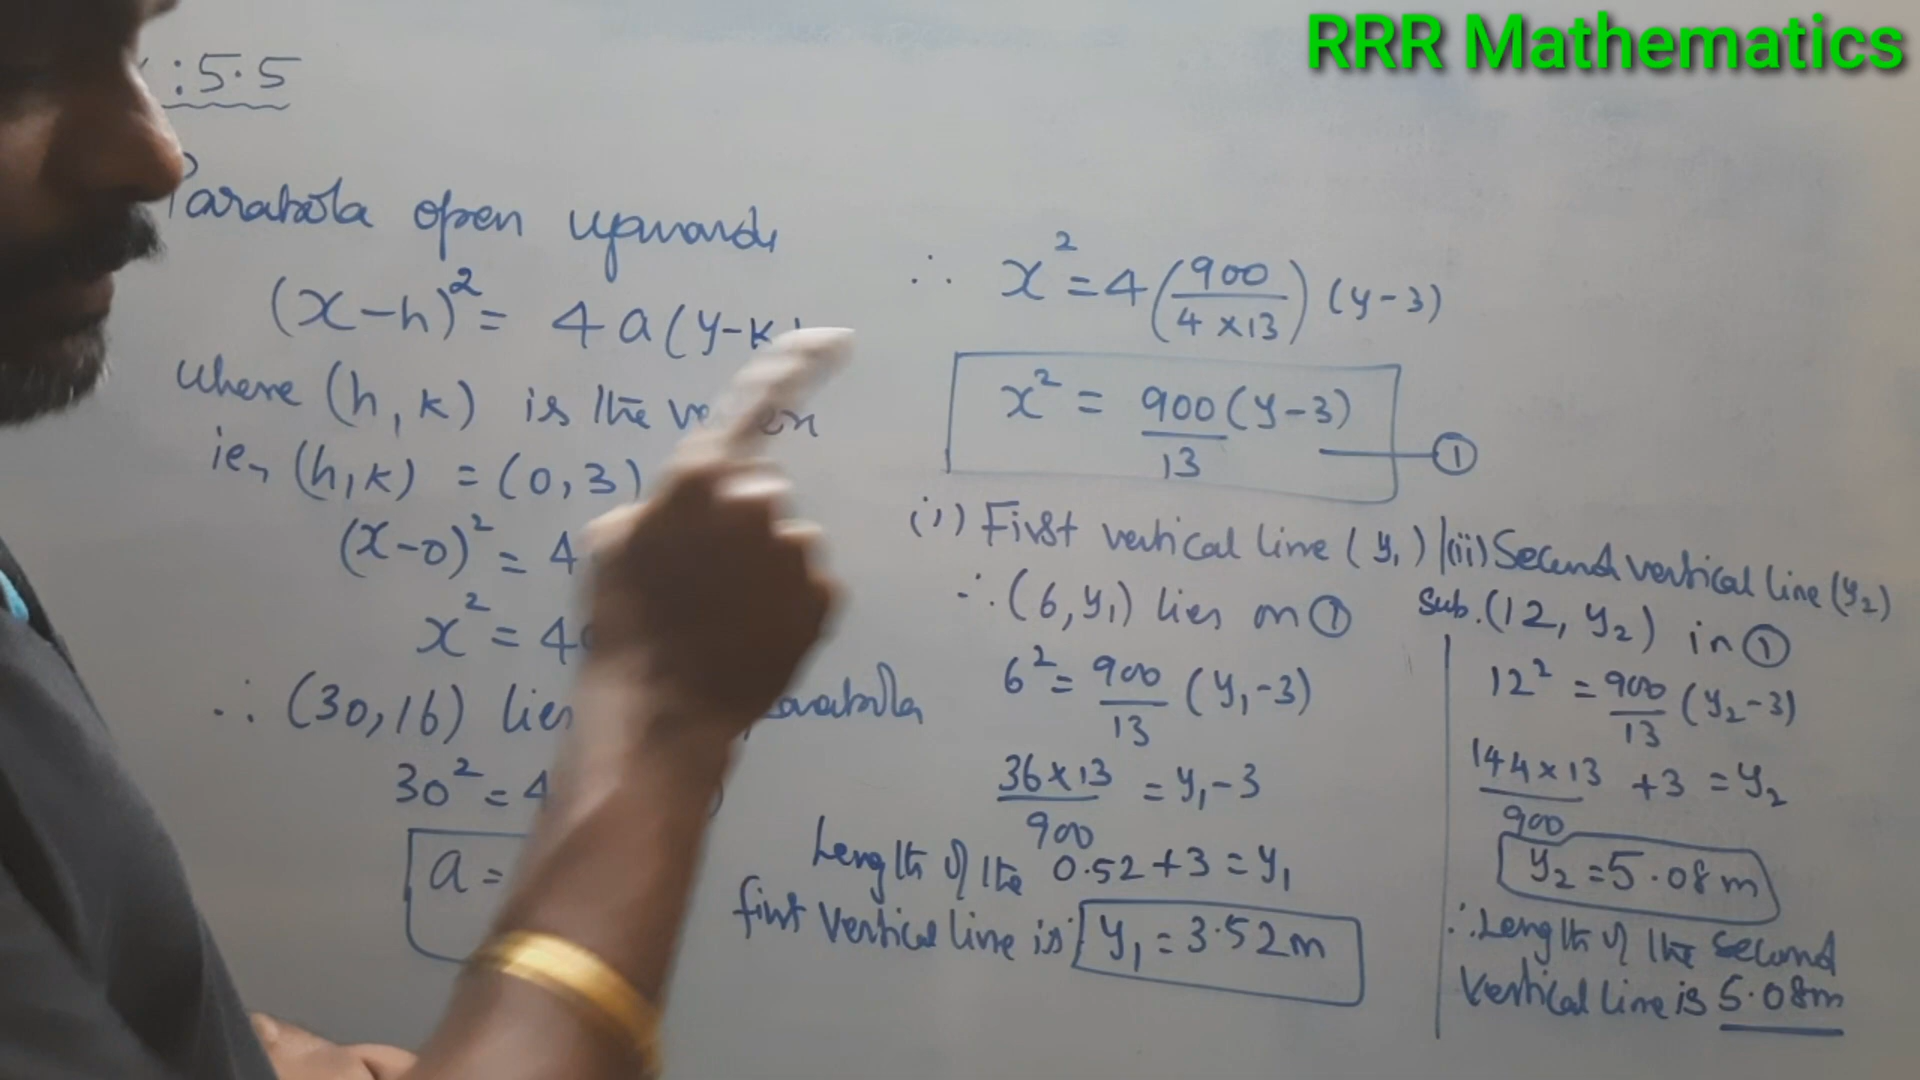 RRR Mathematics
: 5.5
Parabola open upwards
(x-h)² = 4a(y-k)
where (h, k) is the
ie, (h, k) = (0, 3)
(x-0)² = 4
x² = 4
∴ (30, 16) lies parabola
30² = 4
a =
∴ x² = 4(900/4×13)(y-3)
x² = 900/13 (y-3) ①
(i) First vertical line (y₁)
∴ (6, y₁) lies on ①
6² = 900/13 (y₁-3)
36×13/900 = y₁-3
0.52+3 = y₁
Length of the
first vertical line is y₁ = 3.52m
(ii) Second vertical line (y₂)
Sub. (12, y₂) in ①
12² = 900/13 (y₂-3)
144×13/900 +3 = y₂
y₂ = 5.08m
∴ Length of the second
vertical line is 5.08m